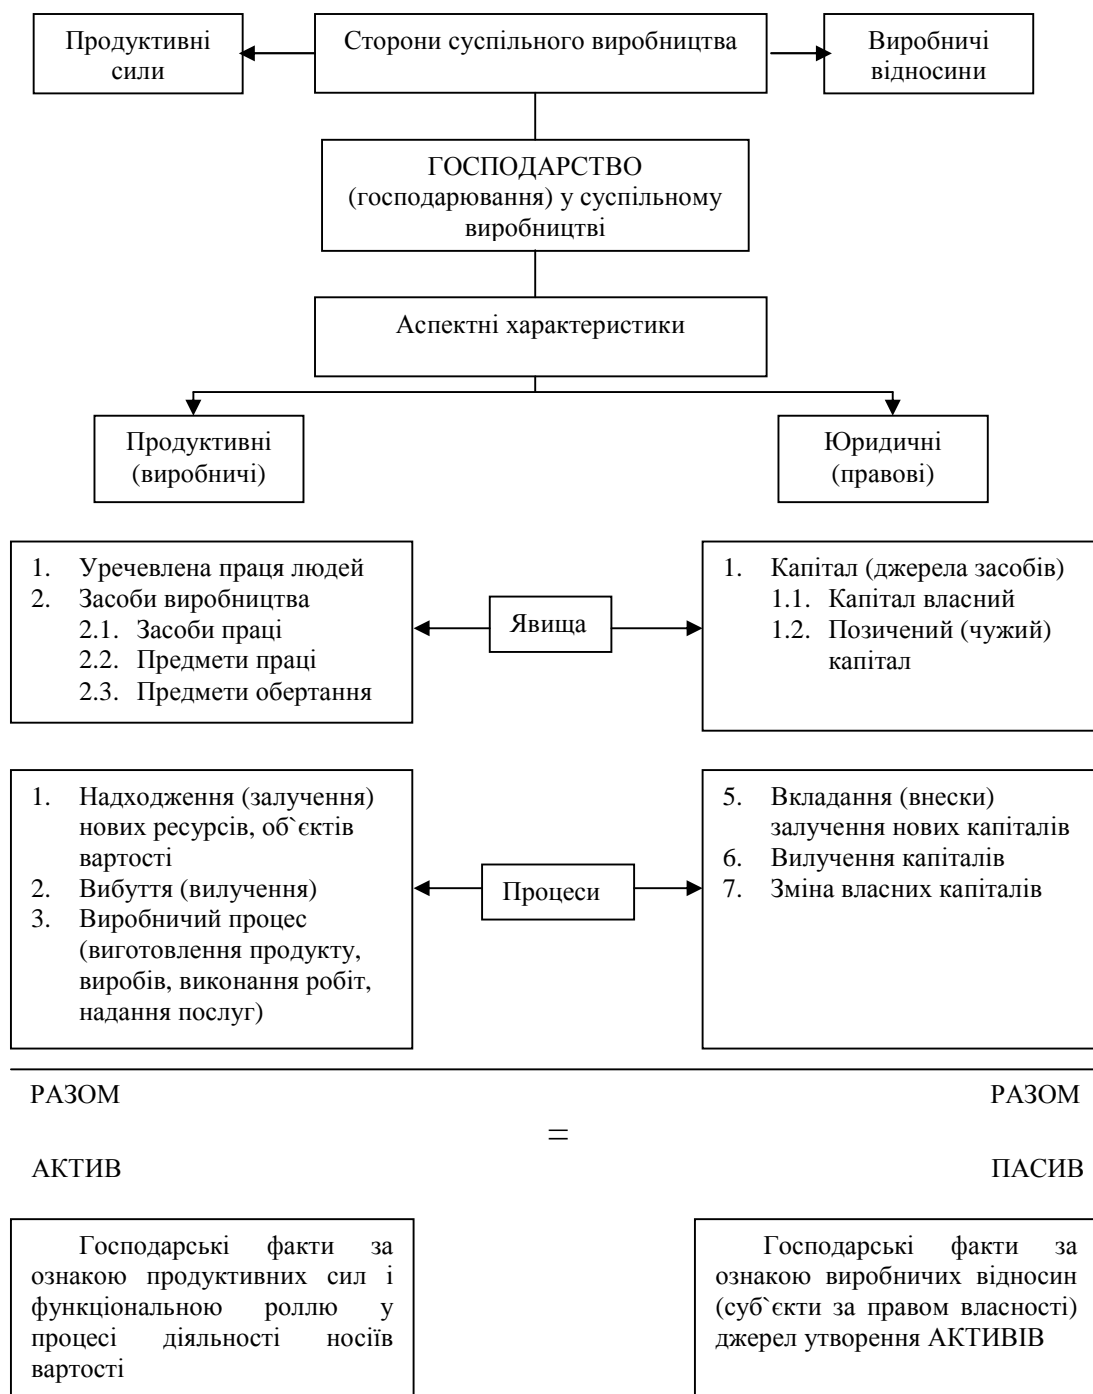 Продуктивні
сили
Сторони суспільного виробництва
Виробничі
відносини
ГОСПОДАРСТВО
(господарювання) у суспільному
виробництві
Аспектні характеристики
Продуктивні
(виробничі)
Юридичні
(правові)
1. Уречевлена праця людей
2. Засоби виробництва
2.1. Засоби праці
2.2. Предмети праці
2.3. Предмети обертання
Явища
1. Капітал (джерела засобів)
1.1. Капітал власний
1.2. Позичений (чужий)
капітал
1. Надходження (залучення)
нових ресурсів, об`єктів
вартості
2. Вибуття (вилучення)
3. Виробничий процес
(виготовлення продукту,
виробів, виконання робіт,
надання послуг)
Процеси
5. Вкладання (внески)
залучення нових капіталів
6. Вилучення капіталів
7. Зміна власних капіталів
РАЗОМ РАЗОМ
=
АКТИВ ПАСИВ
Господарські факти за
ознакою продуктивних сил і
функціональною роллю у
процесі діяльності носіїв
вартості
Господарські факти за
ознакою виробничих відносин
(суб`єкти за правом власності)
джерел утворення АКТИВІВ